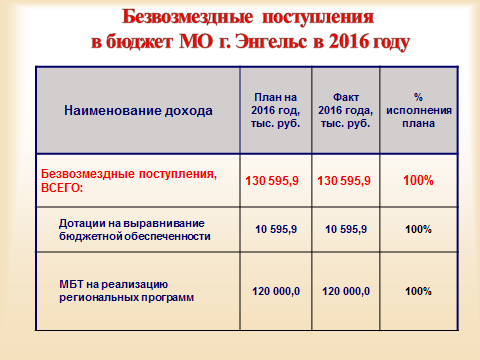 Безвозмездные поступления
в бюджет МО г. Энгельс в 2016 году
Наименование дохода
План на
2016 год,
тыс. руб.
Факт
2016 года,
тыс. руб.
%
исполнения
плана
Безвозмездные поступления,
ВСЕГО:
130 595,9
130 595,9
100%
Дотации на выравнивание
бюджетной обеспеченности
10 595,9
10 595,9
100%
МБТ на реализацию
региональных программ
120 000,0
120 000,0
100%